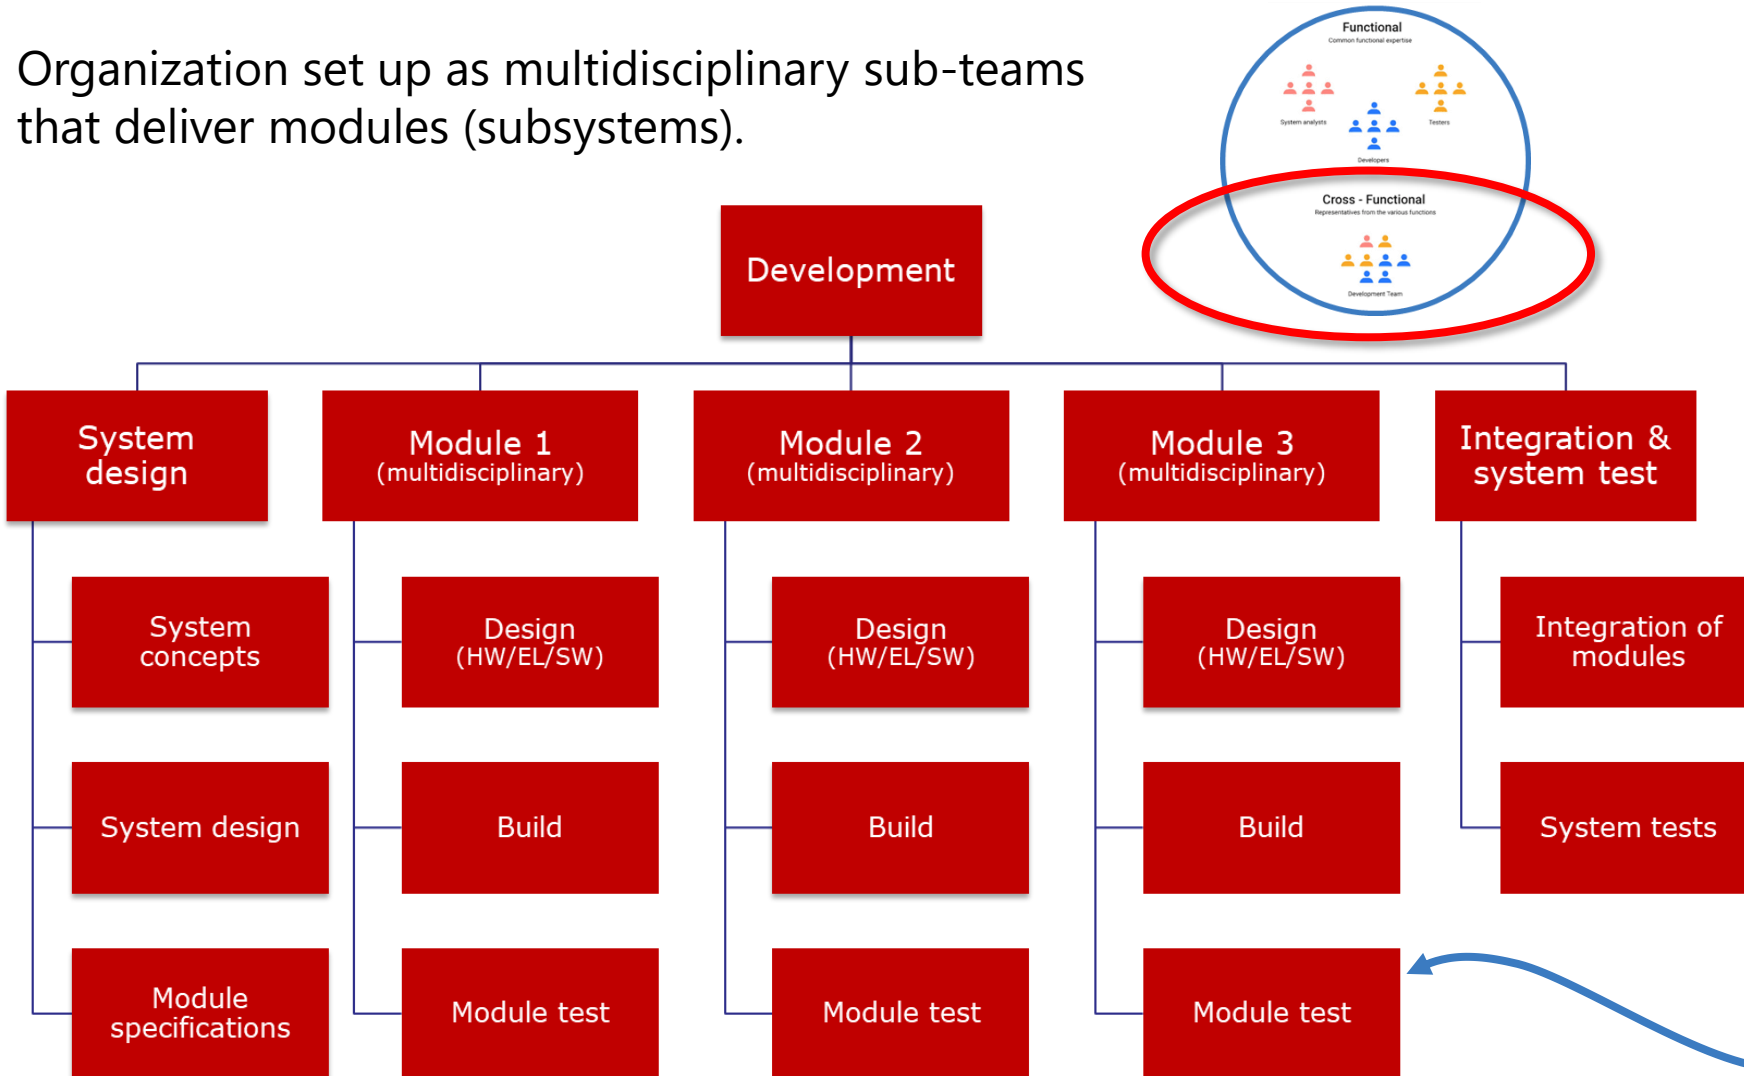 Organization set up as multidisciplinary sub-teams
that deliver modules (subsystems).
Functional
Common functional expertise
System analysts
Testers
Developers
Cross - Functional
Representatives from the various functions
Development Team
Development
System
design
Module 1
(multidisciplinary)
Module 2
(multidisciplinary)
Module 3
(multidisciplinary)
Integration &
system test
System
concepts
Design
(HW/EL/SW)
Design
(HW/EL/SW)
Design
(HW/EL/SW)
Integration of
modules
System design
Build
Build
Build
System tests
Module
specifications
Module test
Module test
Module test